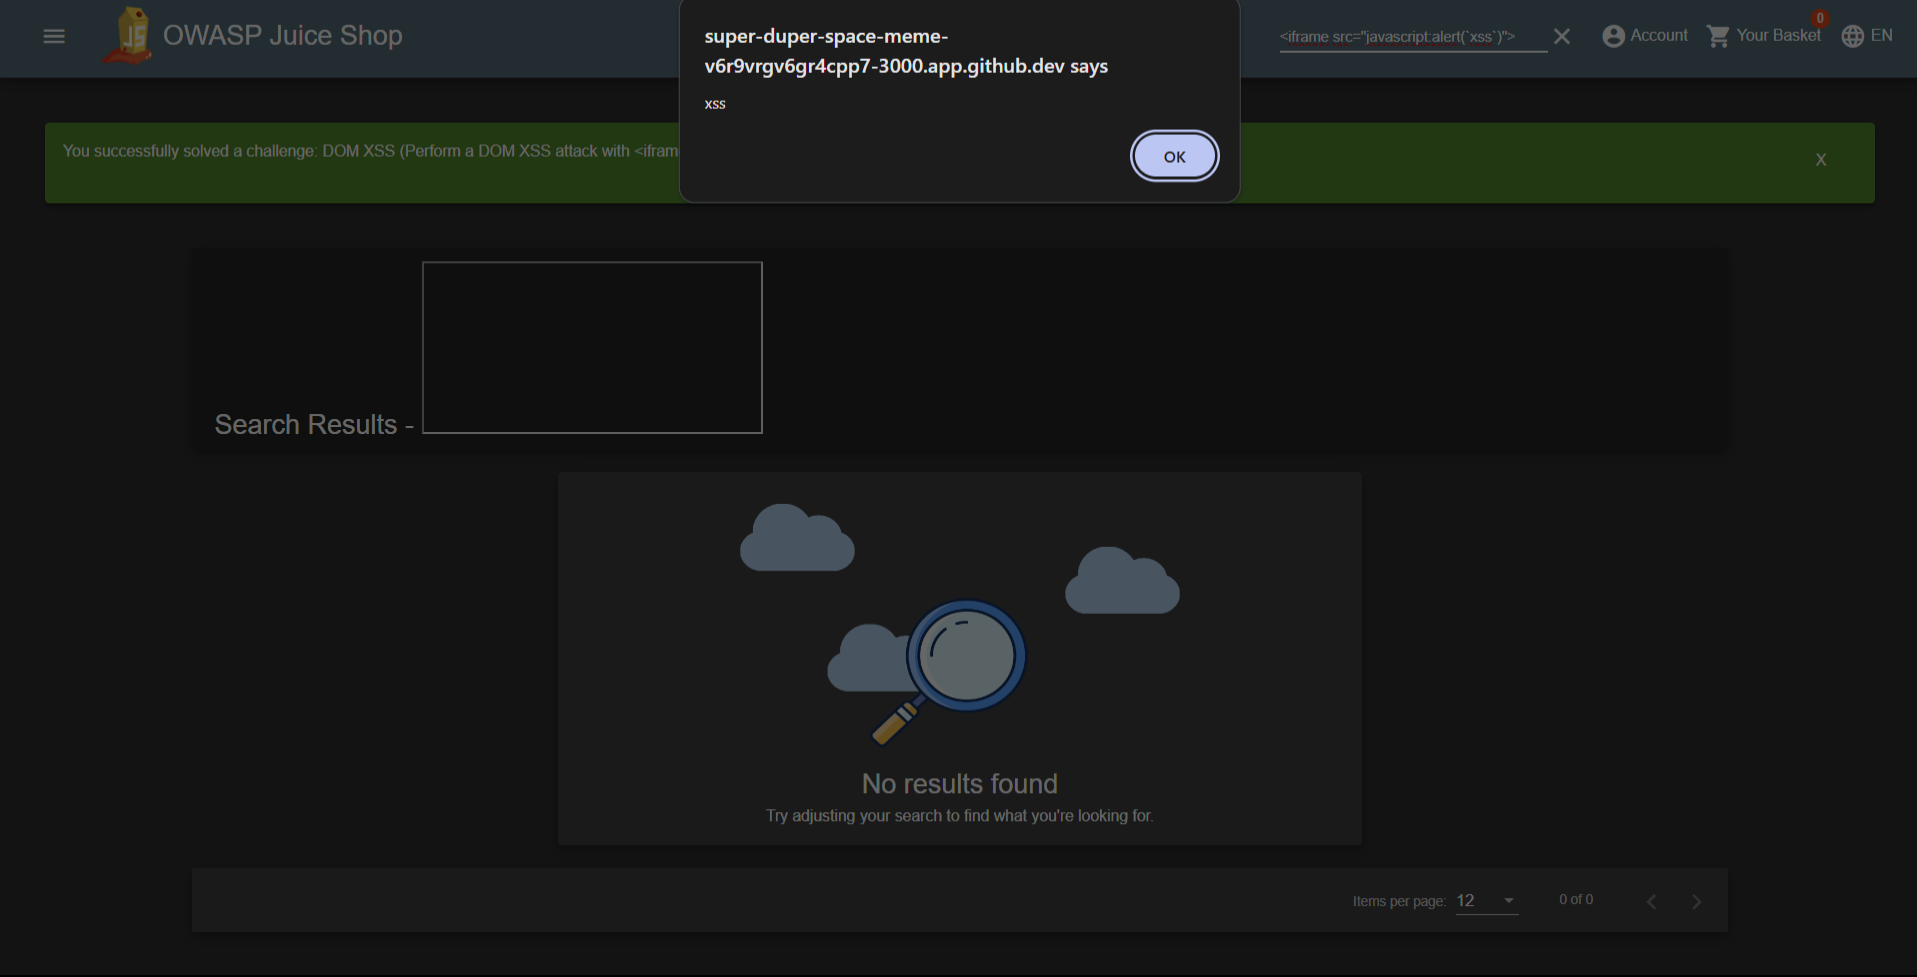 OWASP Juice Shop
super-duper-space-meme-
v6r9vrgv6gr4cpp7-3000.app.github.dev says
xss
OK
<iframe src="javascript:alert(`xss`)">
Account
0
Your Basket
EN
You successfully solved a challenge: DOM XSS (Perform a DOM XSS attack with <ifram
X
Search Results -
No results found
Try adjusting your search to find what you're looking for.
Items per page: 12
0 of 0